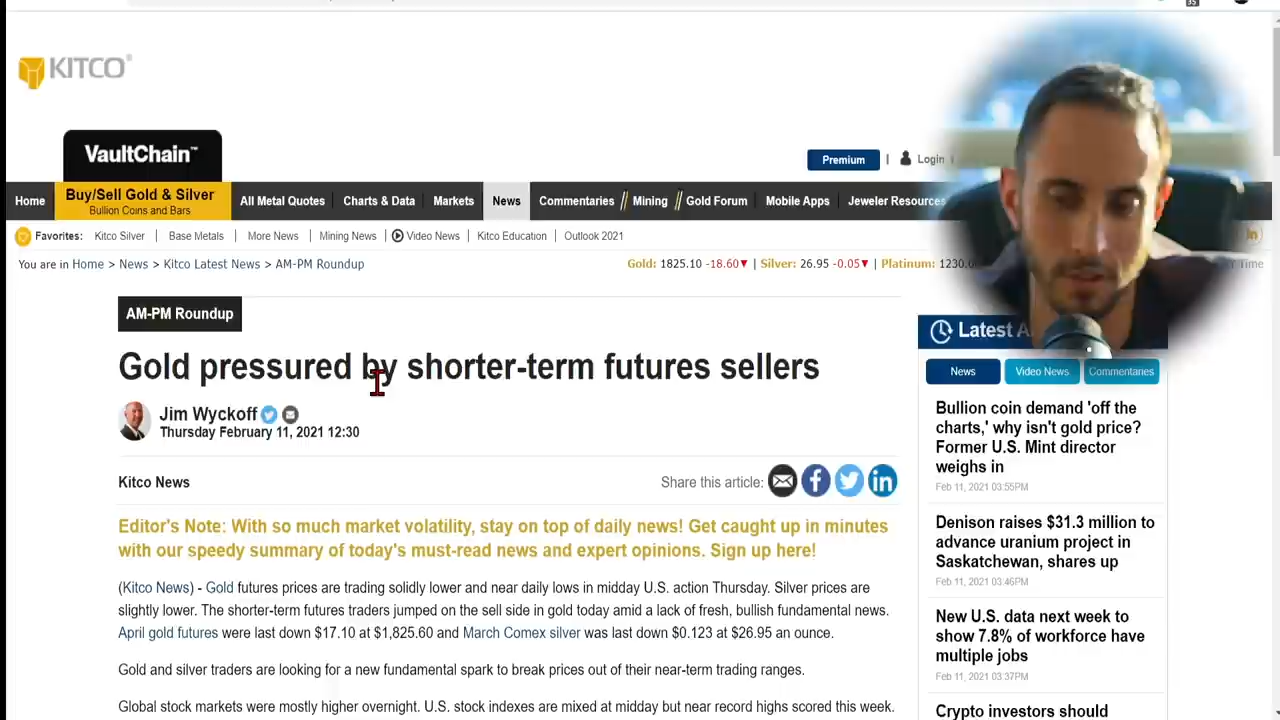 KITCO®
VaultChain™
Premium | Login |
Home Buy/Sell Gold & Silver All Metal Quotes Charts & Data Markets News Commentaries // Mining // Gold Forum Mobile Apps Jeweler Resources
Bullion Coins and Bars
Favorites: Kitco Silver | Base Metals | More News | Mining News | Video News | Kitco Education | Outlook 2021
You are in Home > News > Kitco Latest News > AM-PM Roundup
Gold: 1825.10 -18.60▼ | Silver: 26.95 -0.05▼ | Platinum: 1230.0
Time
AM-PM Roundup
Gold pressured by shorter-term futures sellers
Jim Wyckoff
Thursday February 11, 2021 12:30
Kitco News
Share this article:
Editor's Note: With so much market volatility, stay on top of daily news! Get caught up in minutes
with our speedy summary of today's must-read news and expert opinions. Sign up here!
(Kitco News) - Gold futures prices are trading solidly lower and near daily lows in midday U.S. action Thursday. Silver prices are
slightly lower. The shorter-term futures traders jumped on the sell side in gold today amid a lack of fresh, bullish fundamental news.
April gold futures were last down $17.10 at $1,825.60 and March Comex silver was last down $0.123 at $26.95 an ounce.
Gold and silver traders are looking for a new fundamental spark to break prices out of their near-term trading ranges.
Global stock markets were mostly higher overnight. U.S. stock indexes are mixed at midday but near record highs scored this week.
Latest
News Video News Commentaries
Bullion coin demand 'off the
charts,' why isn't gold price?
Former U.S. Mint director
weighs in
Feb 11, 2021 03:55PM
Denison raises $31.3 million to
advance uranium project in
Saskatchewan, shares up
Feb 11, 2021 03:46PM
New U.S. data next week to
show 7.8% of workforce have
multiple jobs
Feb 11, 2021 03:37PM
Crypto investors should